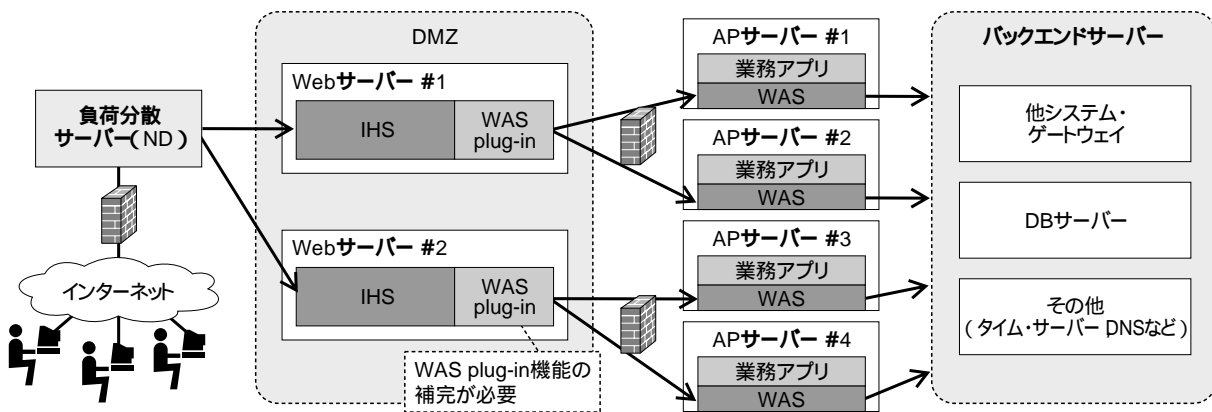 負荷分散
サーバー(ND)
インターネット
DMZ
Webサーバー #1
IHS
WAS
plug-in
Webサーバー #2
IHS
WAS
plug-in
WAS plug-in機能の
補完が必要
APサーバー #1
業務アプリ
WAS
APサーバー #2
業務アプリ
WAS
APサーバー #3
業務アプリ
WAS
APサーバー #4
業務アプリ
WAS
バックエンドサーバー
他システム・
ゲートウェイ
DBサーバー
その他
(タイム・サーバー DNSなど)